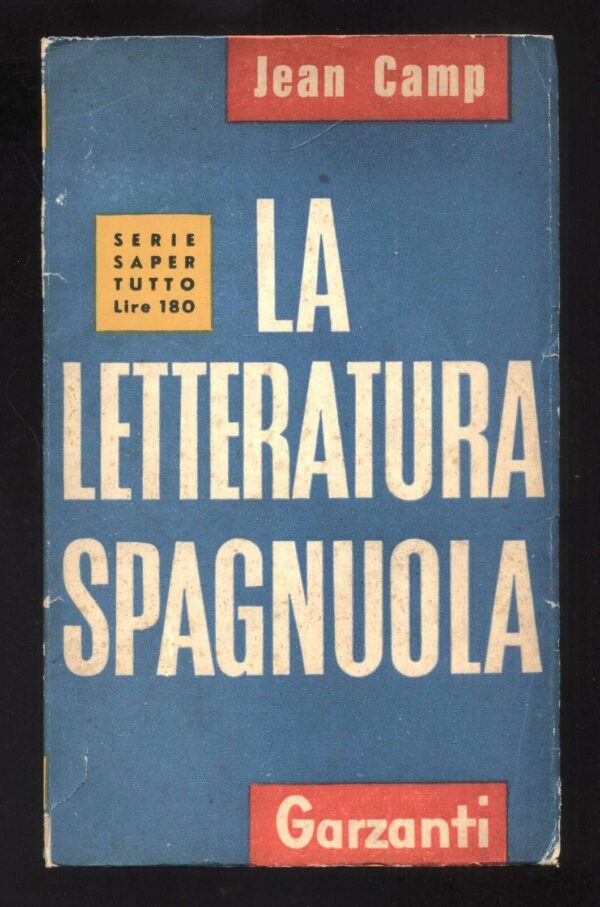 Jean Camp
SERIE
SAPER
TUTTO
Lire 180
LA
LETTERATURA
SPAGNUOLA
Garzanti